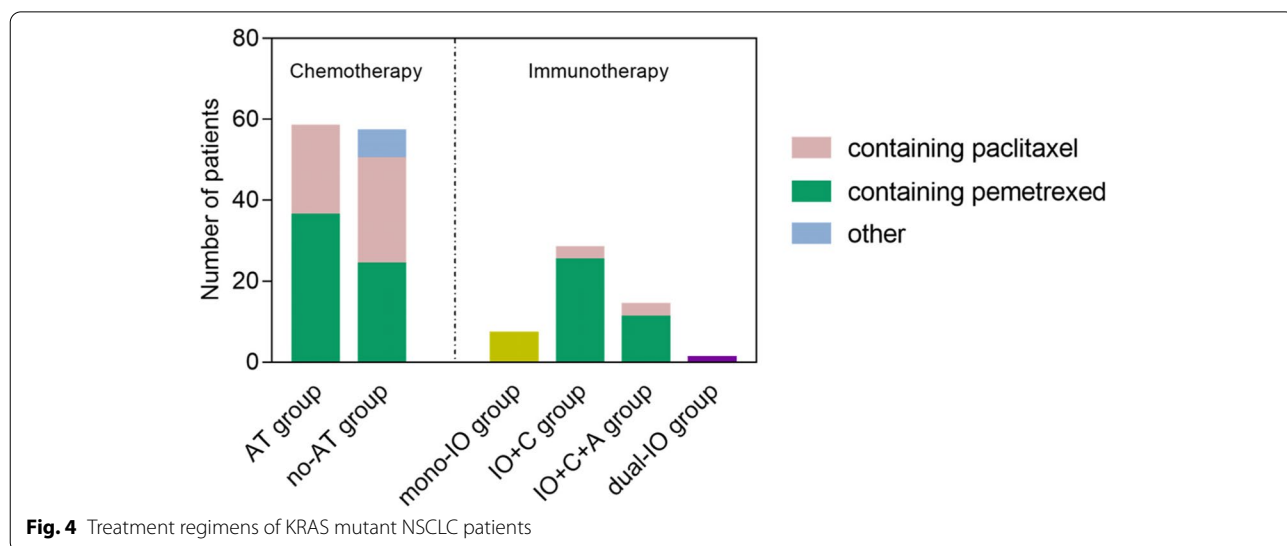 80
60
40
20
0
Number of patients
Chemotherapy
Immunotherapy
AT group
no-AT group
mono-IO group
IO+C group
IO+C+A group
dual-IO group
containing paclitaxel
containing pemetrexed
other
Fig. 4 Treatment regimens of KRAS mutant NSCLC patients